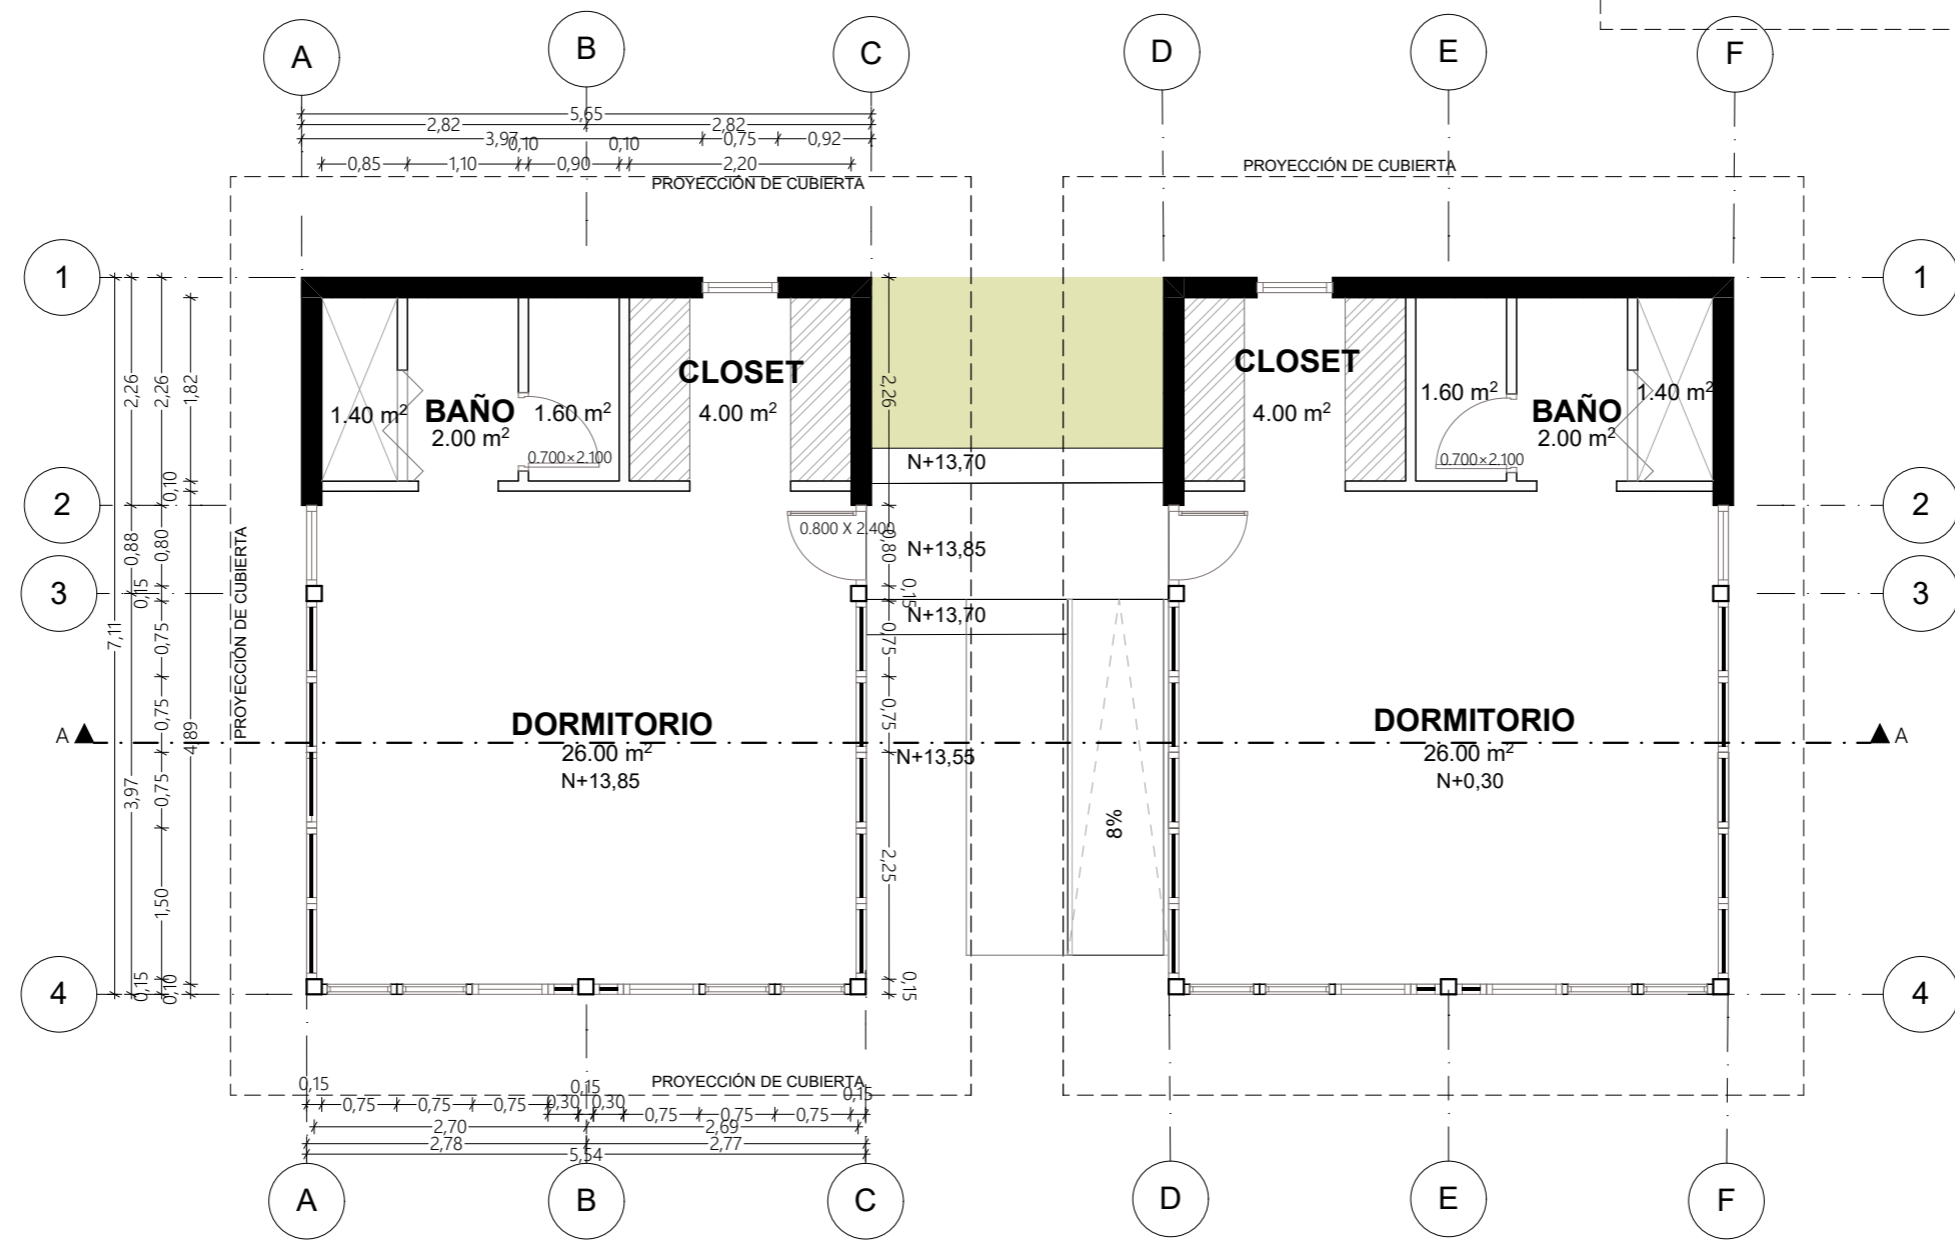 A
B
C
D
E
F
5,65
2,82
2,82
3,97
0,75
0,92
0,10
0,10
0,85
1,10
0,90
2,20
PROYECCIÓN DE CUBIERTA
PROYECCIÓN DE CUBIERTA
1
1
2,26
2,26
1,82
2,26
CLOSET
4.00 m²
1.40 m²
BAÑO
2.00 m²
1.60 m²
0.700×2.100
CLOSET
4.00 m²
1.60 m²
BAÑO
2.00 m²
1.40 m²
0.700×2.100
N+13,70
0,10
2
2
0,88
0,80
0.800 X 2.400
0,80
N+13,85
3
3
0,15
0,15
N+13,70
PROYECCIÓN DE CUBIERTA
7,11
0,75
0,75
0,75
0,75
4,89
A
A
DORMITORIO
26.00 m²
N+13,85
N+13,55
DORMITORIO
26.00 m²
N+0,30
3,97
0,75
8%
1,50
2,25
4
4
0,15
0,10
0,15
PROYECCIÓN DE CUBIERTA
0,15
0,15
0,15
0,75
0,75
0,75
0,30
0,30
0,75
0,75
0,75
2,70
2,69
2,78
2,77
5,54
A
B
C
D
E
F